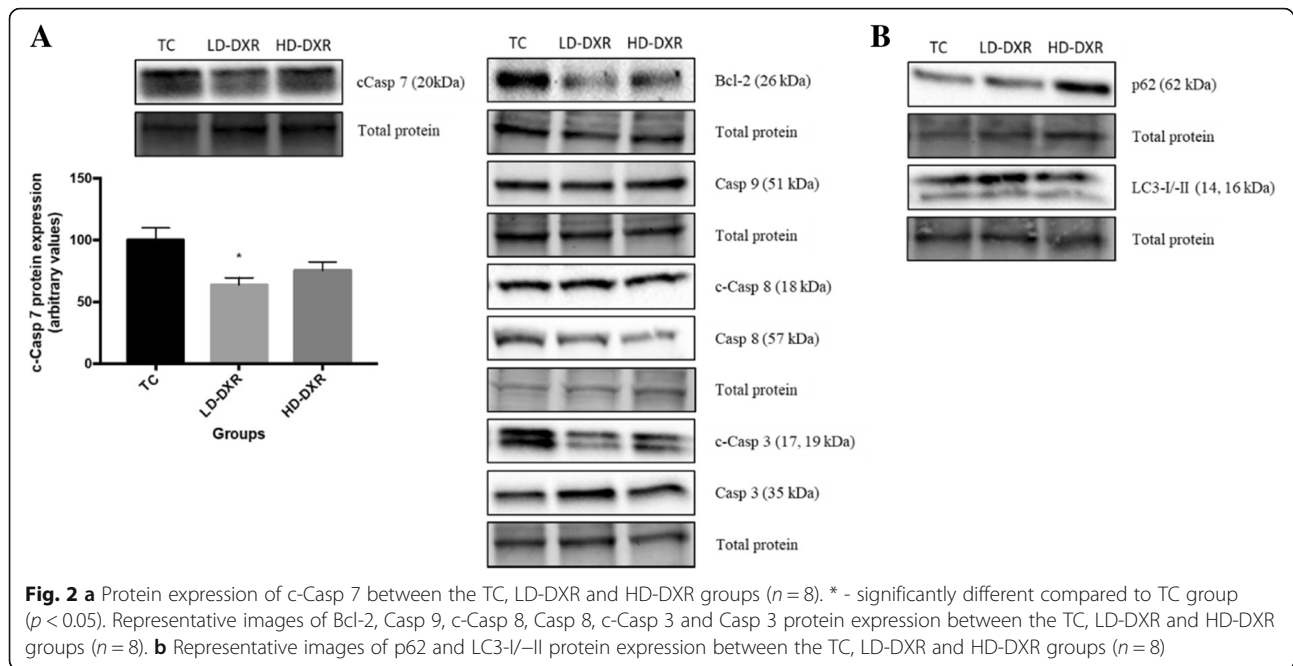 A
TC LD-DXR HD-DXR
cCasp 7 (20kDa)
Total protein
c-Casp 7 protein expression
(arbitrary values)
150
100
50
0
*
TC
LD-DXR
HD-DXR
Groups
TC LD-DXR HD-DXR
Bcl-2 (26 kDa)
Total protein
Casp 9 (51 kDa)
Total protein
c-Casp 8 (18 kDa)
Casp 8 (57 kDa)
Total protein
c-Casp 3 (17, 19 kDa)
Casp 3 (35 kDa)
Total protein
B
TC LD-DXR HD-DXR
p62 (62 kDa)
Total protein
LC3-I/-II (14, 16 kDa)
Total protein
Fig. 2 a Protein expression of c-Casp 7 between the TC, LD-DXR and HD-DXR groups (n = 8). * - significantly different compared to TC group
(p < 0.05). Representative images of Bcl-2, Casp 9, c-Casp 8, Casp 8, c-Casp 3 and Casp 3 protein expression between the TC, LD-DXR and HD-DXR
groups (n = 8). b Representative images of p62 and LC3-I/–II protein expression between the TC, LD-DXR and HD-DXR groups (n = 8)